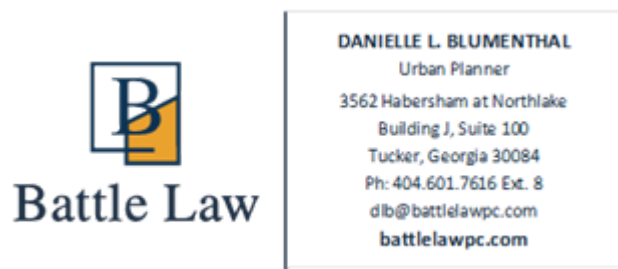 B
Battle Law
DANIELLE L. BLUMENTHAL
Urban Planner
3562 Habersham at Northlake
Building J, Suite 100
Tucker, Georgia 30084
Ph: 404.601.7616 Ext. 8
dlb@battlelawpc.com
battlelawpc.com